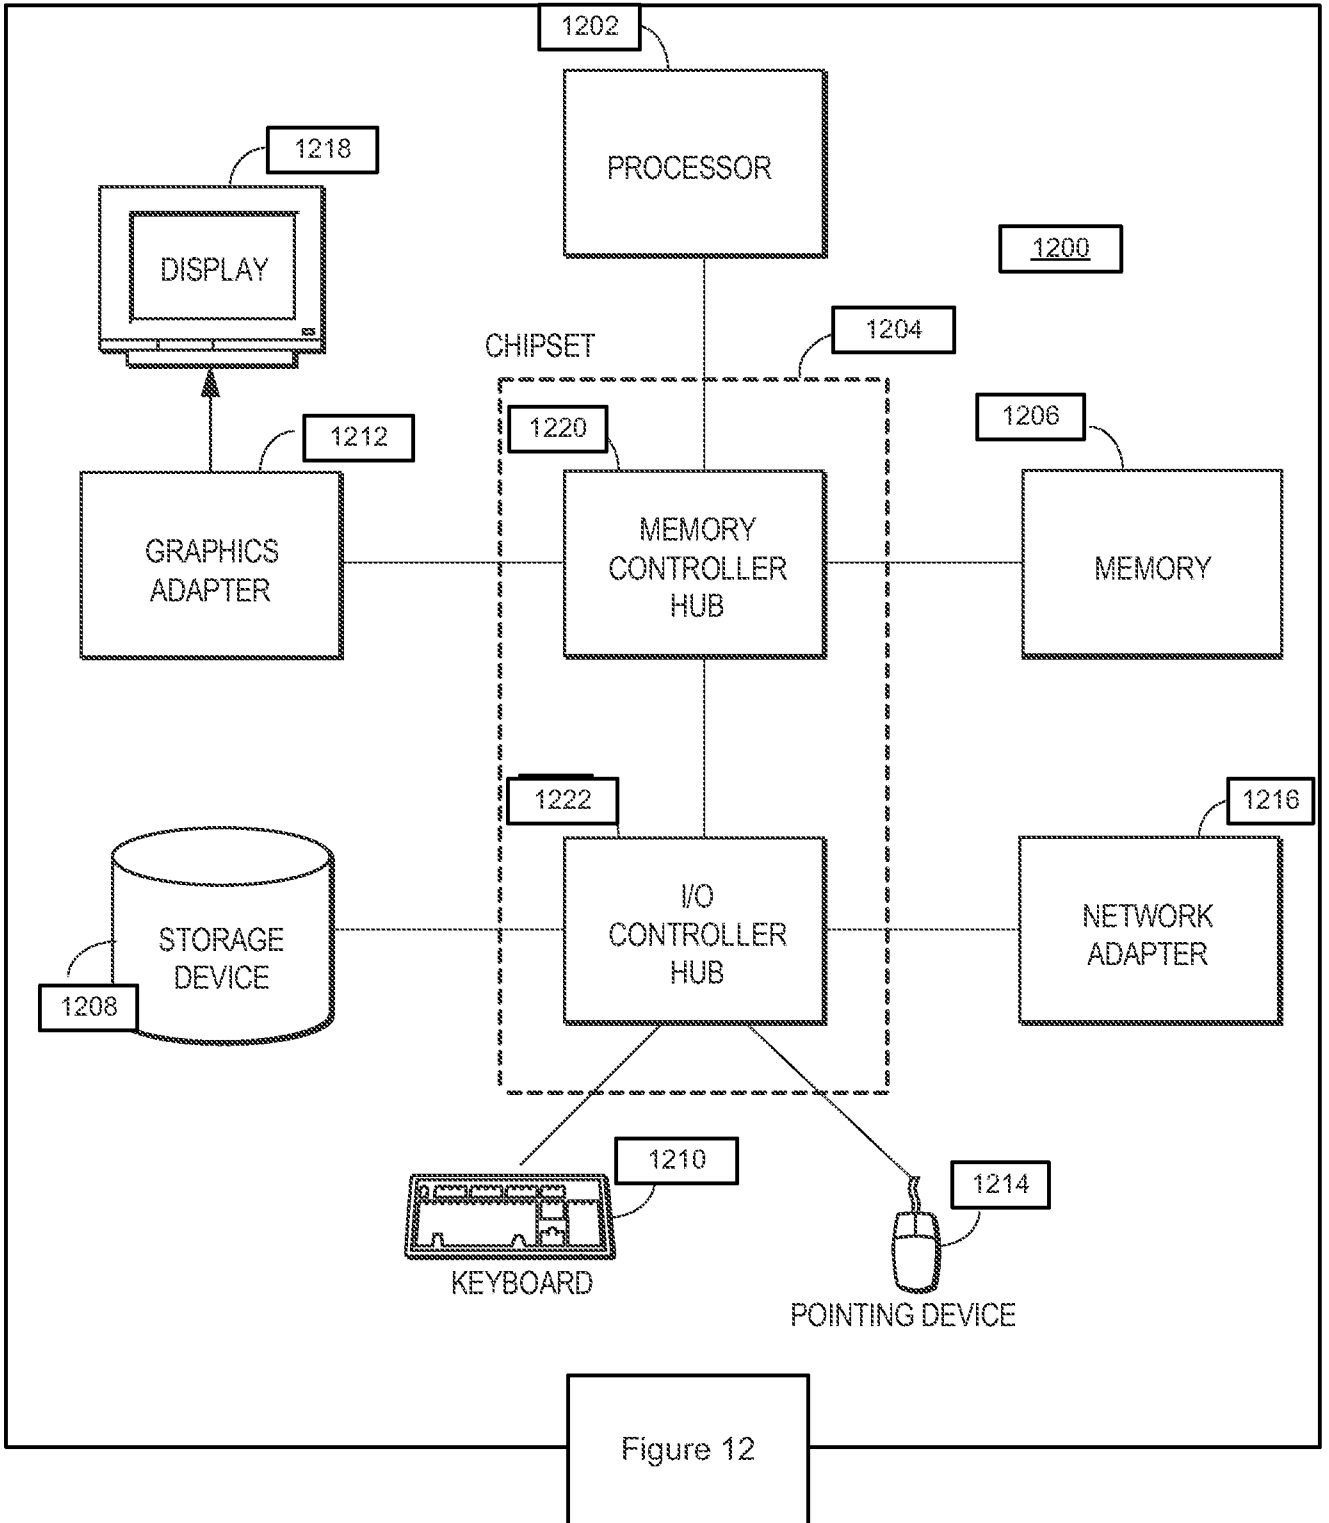 1202
PROCESSOR
1218
DISPLAY
1200
1204
CHIPSET
1220
1206
1212
MEMORY
CONTROLLER
HUB
GRAPHICS
ADAPTER
MEMORY
1222
1216
I/O
CONTROLLER
HUB
NETWORK
ADAPTER
STORAGE
DEVICE
1208
1210
KEYBOARD
1214
POINTING DEVICE
Figure 12